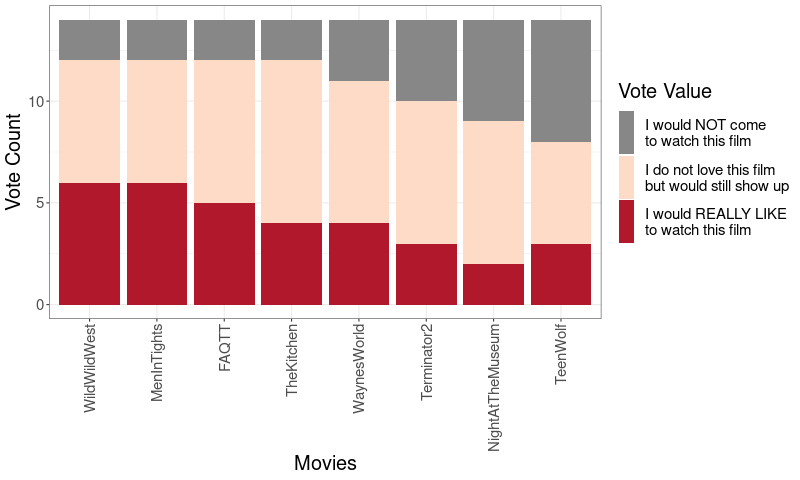 Vote Count
10
5
0
WildWildWest
MenInTights
FAQTT
TheKitchen
WaynesWorld
Terminator2
NightAtTheMuseum
TeenWolf
Movies
Vote Value
I would NOT come
to watch this film
I do not love this film
but would still show up
I would REALLY LIKE
to watch this film